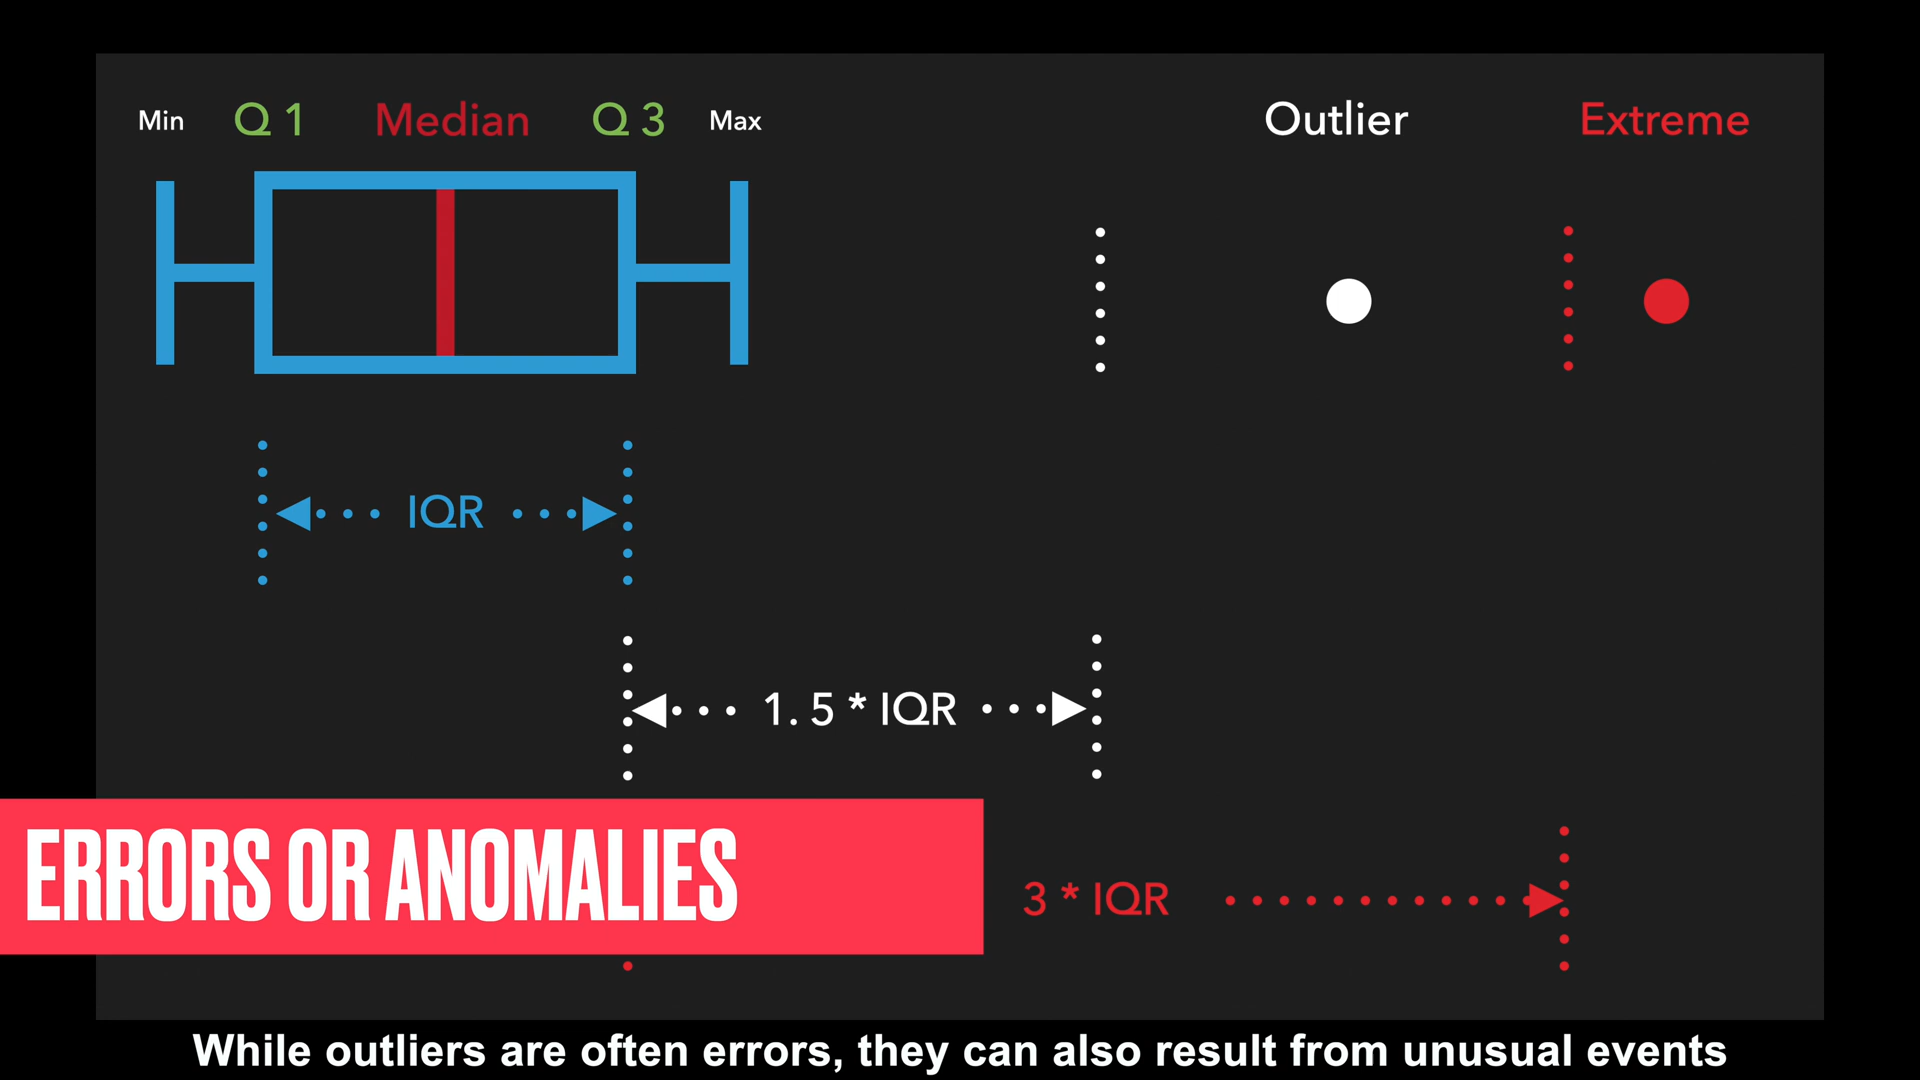 Min Q 1 Median Q 3 Max Outlier Extreme
IQR
1. 5 * IQR
ERRORS OR ANOMALIES
3 * IQR
While outliers are often errors, they can also result from unusual events